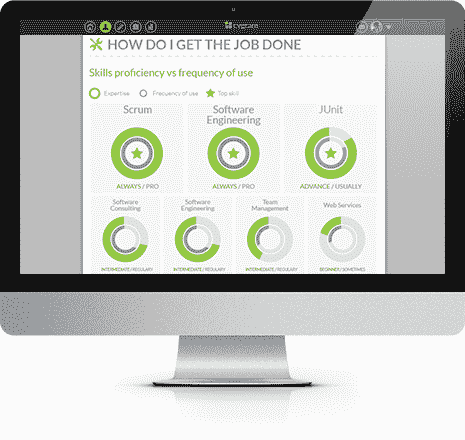 HOW DO I GET THE JOB DONE
Skills proficiency vs frequency of use
Expertise
Frequency of use
Top skill
Scrum
ALWAYS / PRO
Software
Engineering
ALWAYS / PRO
JUnit
ADVANCE / USUALLY
Software
Consulting
INTERMEDIATE / REGULARY
Software
Engineering
INTERMEDIATE / REGULARY
Team
Management
INTERMEDIATE / REGULARY
Web Services
BEGINNER / SOMETIMES